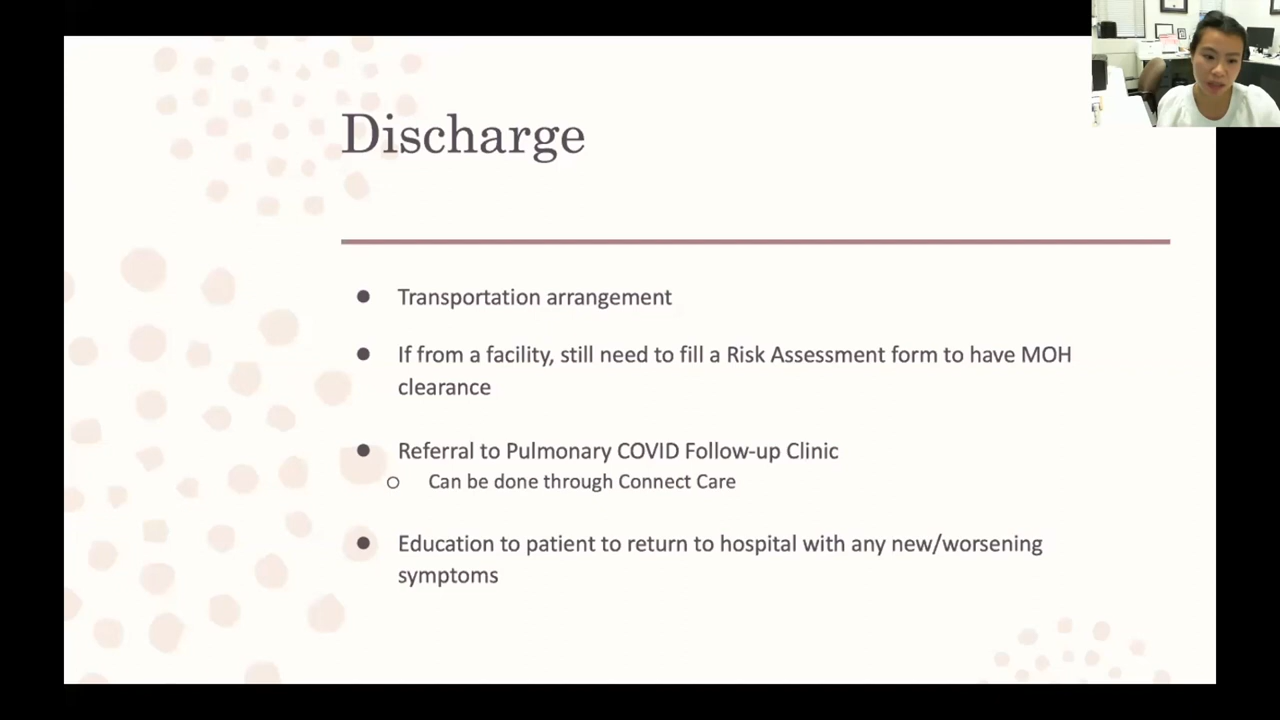 Discharge
● Transportation arrangement
● If from a facility, still need to fill a Risk Assessment form to have MOH
clearance
● Referral to Pulmonary COVID Follow-up Clinic
○ Can be done through Connect Care
● Education to patient to return to hospital with any new/worsening
symptoms